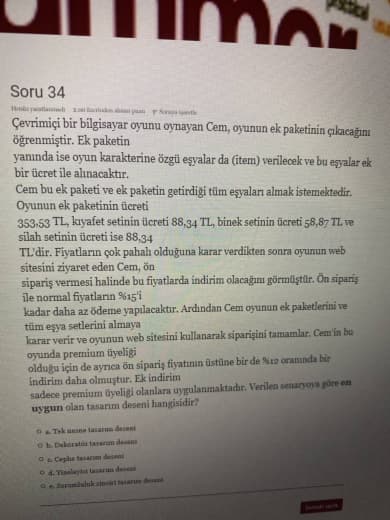 Soru 34
Henüz yanıtlanmadı 2.00 üzerinden alınan puan Soruyu işaretle
Çevrimiçi bir bilgisayar oyunu oynayan Cem, oyunun ek paketinin çıkacağını
öğrenmiştir. Ek paketin
yanında ise oyun karakterine özgü eşyalar da (item) verilecek ve bu eşyalar ek
bir ücret ile alınacaktır.
Cem bu ek paketi ve ek paketin getirdiği tüm eşyaları almak istemektedir.
Oyunun ek paketinin ücreti
353,53 TL, kıyafet setinin ücreti 88,34 TL, binek setinin ücreti 58,87 TL ve
silah setinin ücreti ise 88,34
TL'dir. Fiyatların çok pahalı olduğuna karar verdikten sonra oyunun web
sitesini ziyaret eden Cem, ön
sipariş vermesi halinde bu fiyatlarda indirim olacağını görmüştür. Ön sipariş
ile normal fiyatların %15'i
kadar daha az ödeme yapılacaktır. Ardından Cem oyunun ek paketlerini ve
tüm eşya setlerini almaya
karar verir ve oyunun web sitesini kullanarak siparişini tamamlar. Cem'in bu
oyunda premium üyeliği
olduğu için de ayrıca ön sipariş fiyatının üstüne bir de %12 oranında bir
indirim daha olmuştur. Ek indirim
sadece premium üyeliği olanlara uygulanmaktadır. Verilen senaryoya göre en
uygun olan tasarım deseni hangisidir?
a. Tek nesne tasarım deseni
b. Dekoratör tasarım deseni
c. Cephe tasarım deseni
d. Yineleyici tasarım deseni
e. Sorumluluk zinciri tasarım deseni